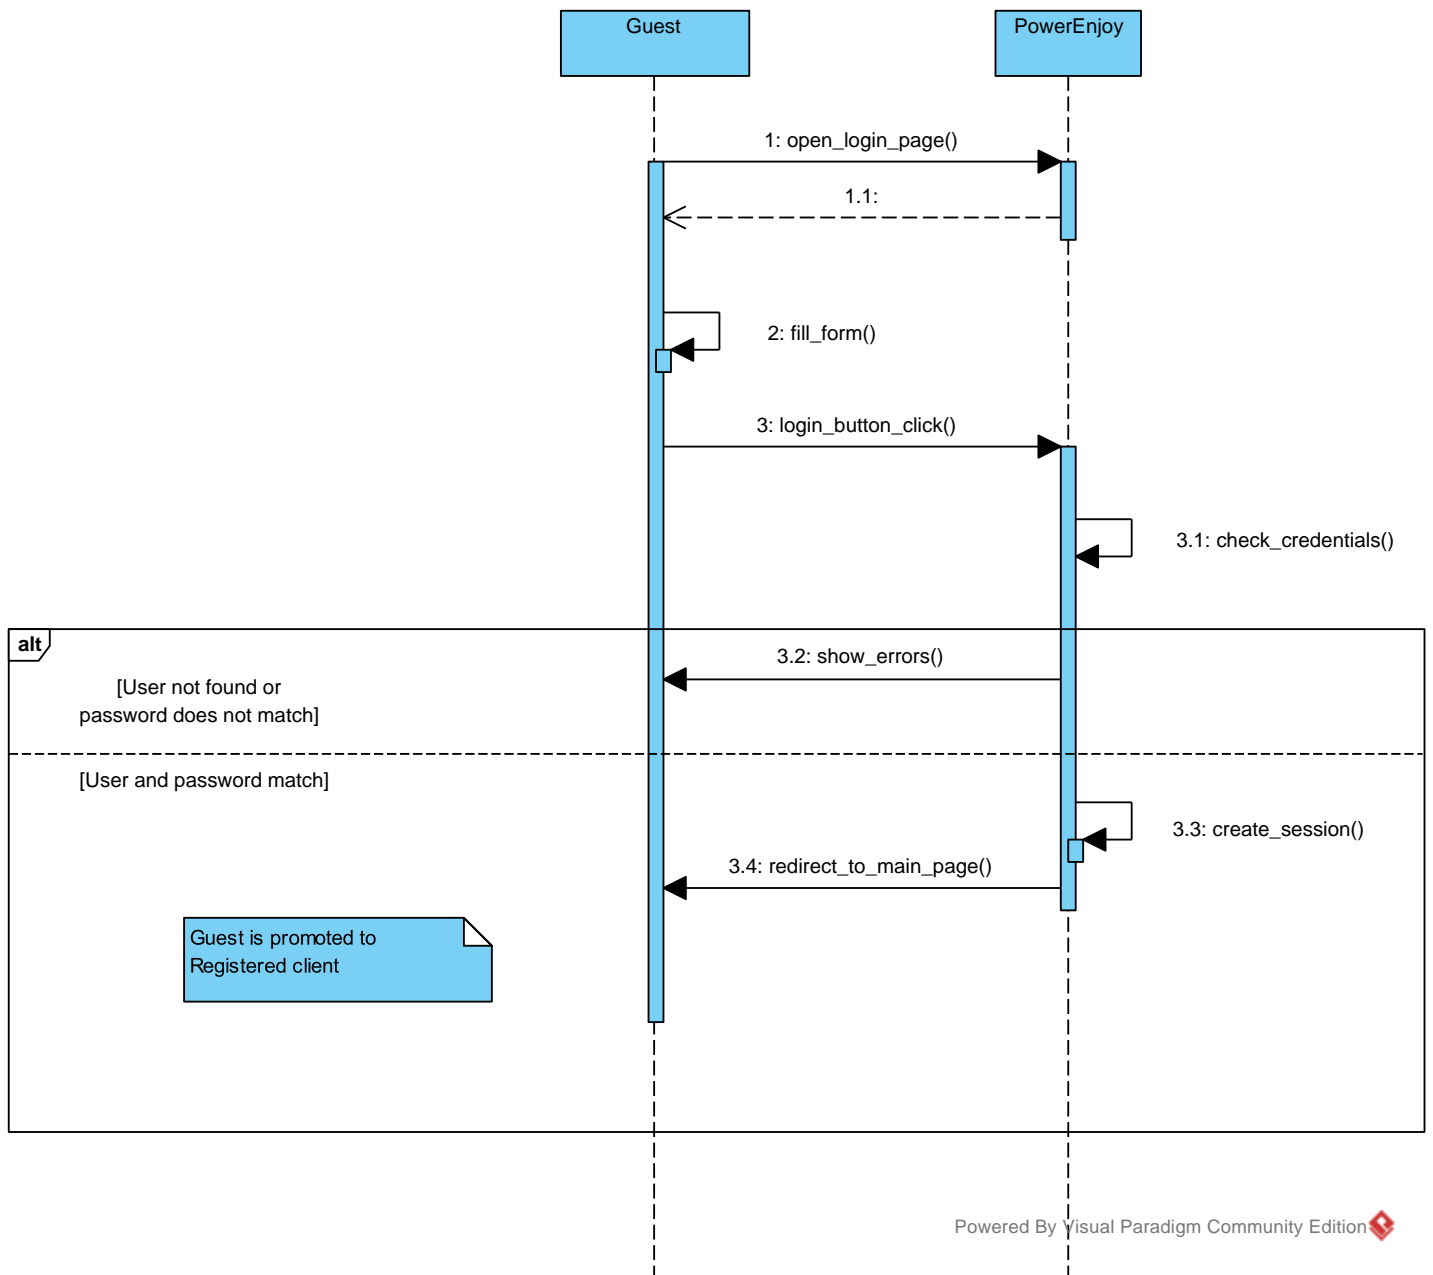 Guest
PowerEnjoy
1: open_login_page()
1.1:
2: fill_form()
3: login_button_click()
3.1: check_credentials()
alt
3.2: show_errors()
[User not found or
password does not match]
[User and password match]
3.3: create_session()
3.4: redirect_to_main_page()
Guest is promoted to
Registered client
Powered By Visual Paradigm Community Edition